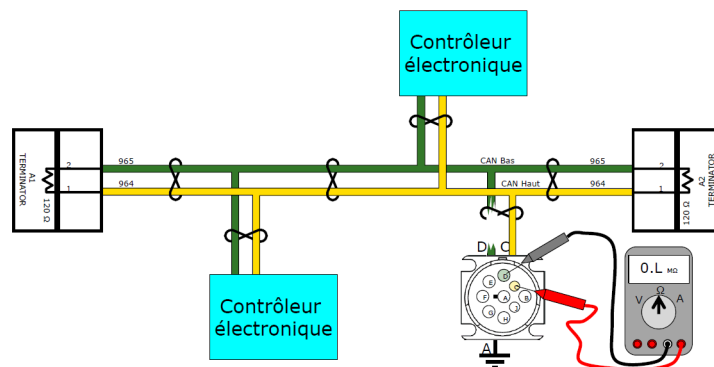 Contrôleur
électronique
A1
TERMINATOR
120 Ω
2
1
965
964
CAN Bas
CAN Haut
965
964
2
1
A2
TERMINATOR
120 Ω
Contrôleur
électronique
D C
D
E
C
F
A
B
G
J
H
A
0.L MΩ
Ω
V
A